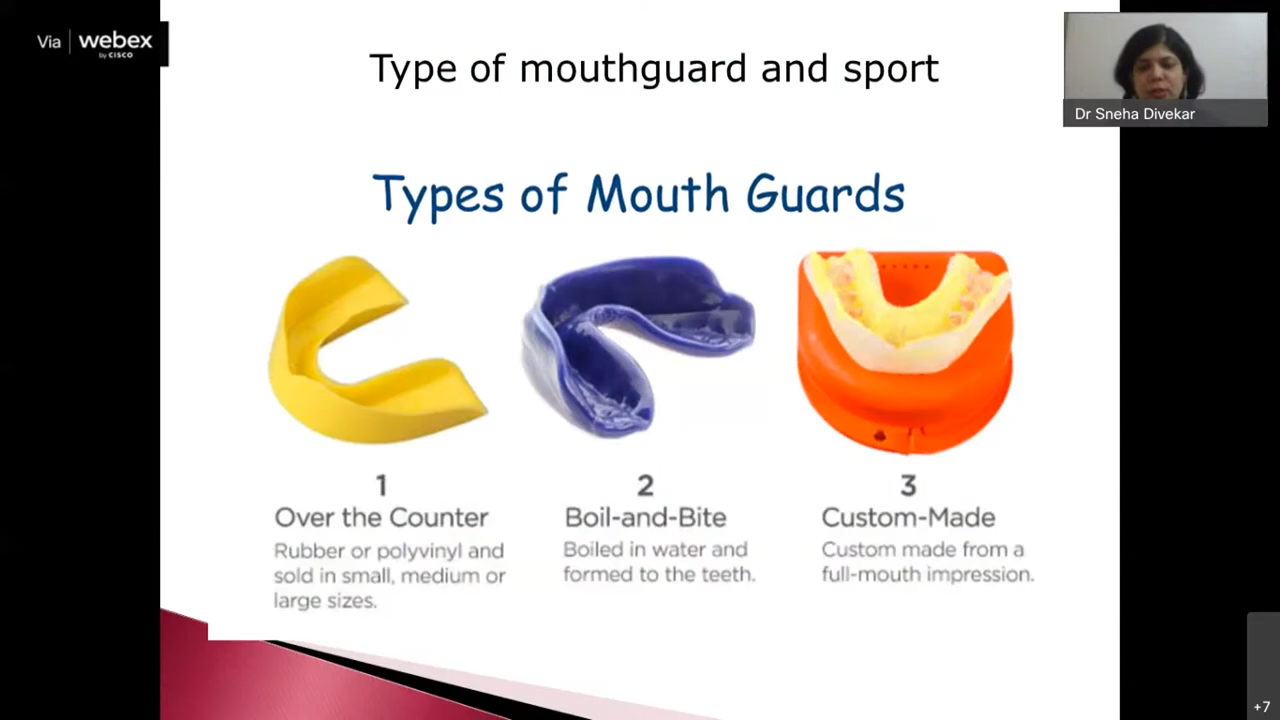 Via webex
by CISCO
Type of mouthguard and sport
Dr Sneha Divekar
Types of Mouth Guards
1
Over the Counter
Rubber or polyvinyl and
sold in small, medium or
large sizes.
2
Boil-and-Bite
Boiled in water and
formed to the teeth.
3
Custom-Made
Custom made from a
full-mouth impression.
+7